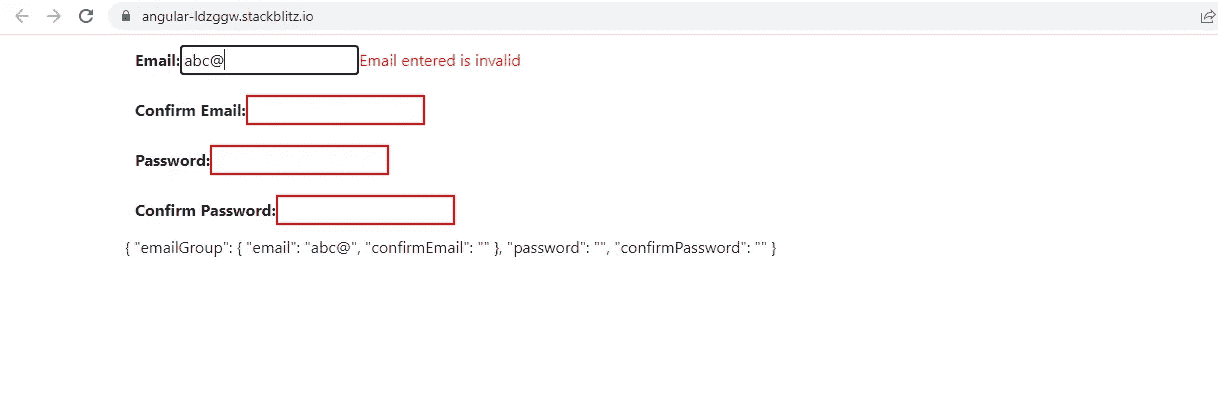 angular-ldzggw.stackblitz.io
Email: abc@ Email entered is invalid
Confirm Email:
Password:
Confirm Password:
{ "emailGroup": { "email": "abc@", "confirmEmail": "" }, "password": "", "confirmPassword": "" }